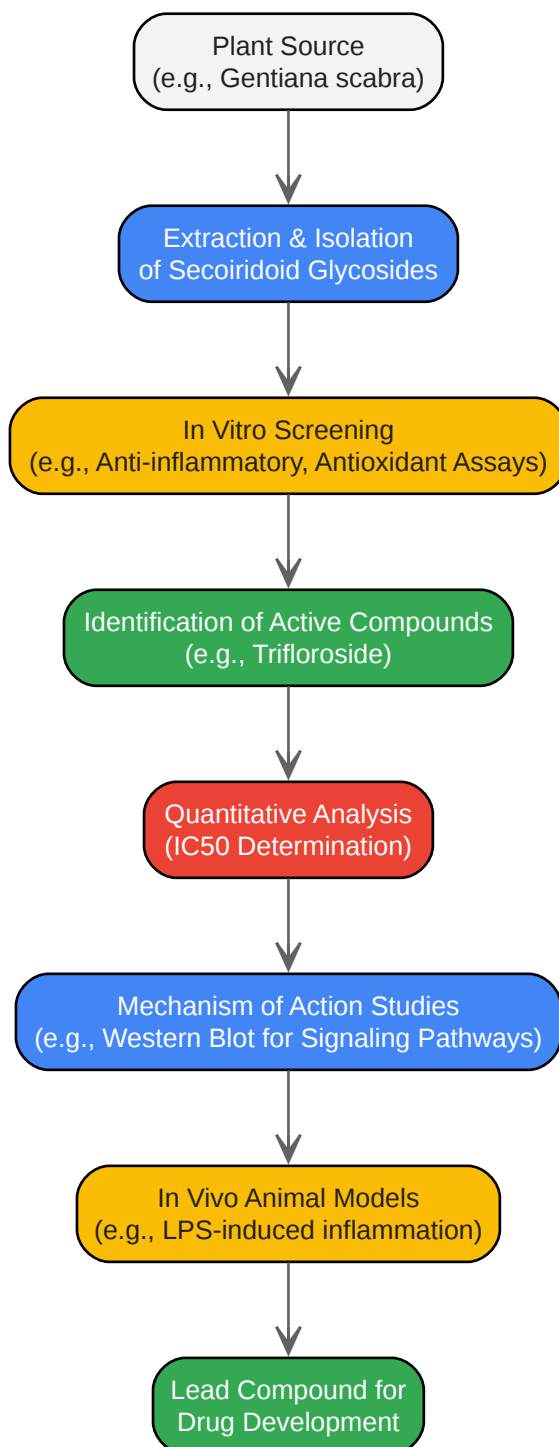 Plant Source
(e.g., Gentiana scabra)
Extraction & Isolation
of Secoiridoid Glycosides
In Vitro Screening
(e.g., Anti-inflammatory, Antioxidant Assays)
Identification of Active Compounds
(e.g., Trifloroside)
Quantitative Analysis
(IC50 Determination)
Mechanism of Action Studies
(e.g., Western Blot for Signaling Pathways)
In Vivo Animal Models
(e.g., LPS-induced inflammation)
Lead Compound for
Drug Development